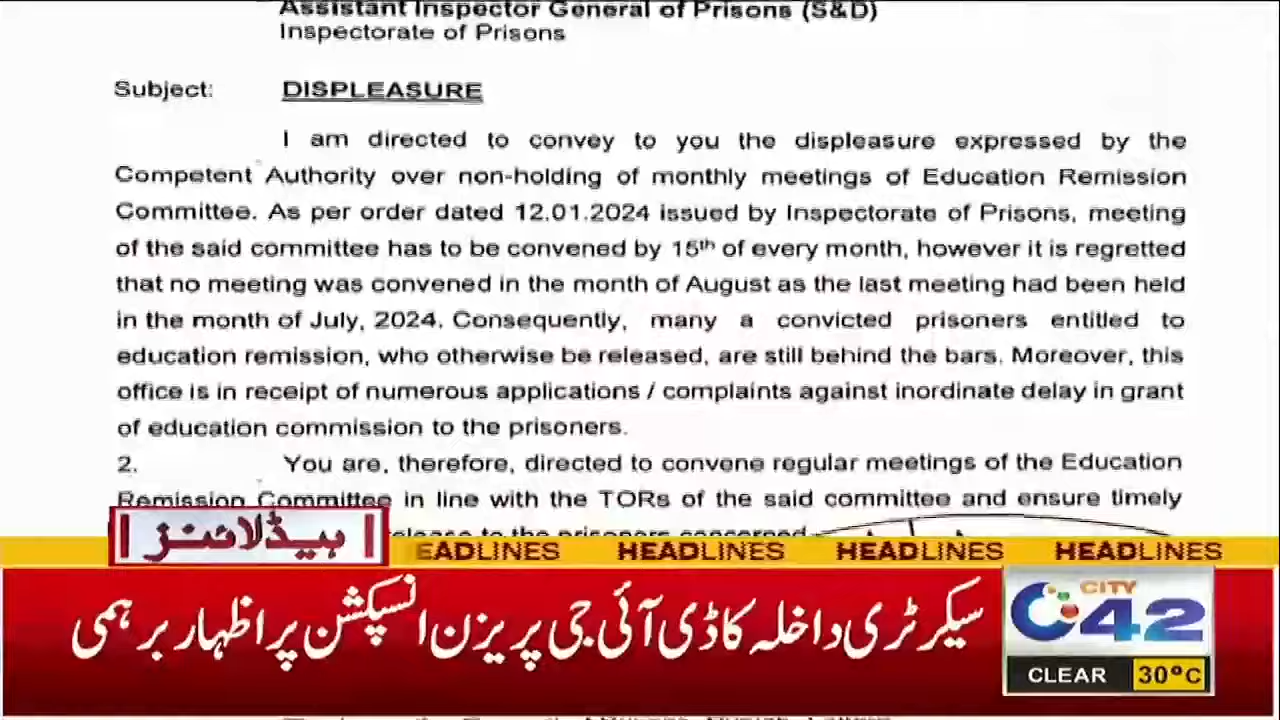 Assistant Inspector General of Prisons (S&D)
Inspectorate of Prisons
Subject: DISPLEASURE
I am directed to convey to you the displeasure expressed by the
Competent Authority over non-holding of monthly meetings of Education Remission
Committee. As per order dated 12.01.2024 issued by Inspectorate of Prisons, meeting
of the said committee has to be convened by 15th of every month, however it is regretted
that no meeting was convened in the month of August as the last meeting had been held
in the month of July, 2024. Consequently, many a convicted prisoners entitled to
education remission, who otherwise be released, are still behind the bars. Moreover, this
office is in receipt of numerous applications / complaints against inordinate delay in grant
of education commission to the prisoners.
2. You are, therefore, directed to convene regular meetings of the Education
Remission Committee in line with the TORs of the said committee and ensure timely
release to the prisoners concerned
ہیڈلائنز
EADLINES HEADLINES HEADLINES HEADLINES
سیکرٹری داخلہ کا ڈی آئی جی پریزن انسپکشن پر اظہار برہمی
CITY
42
CLEAR 30°C